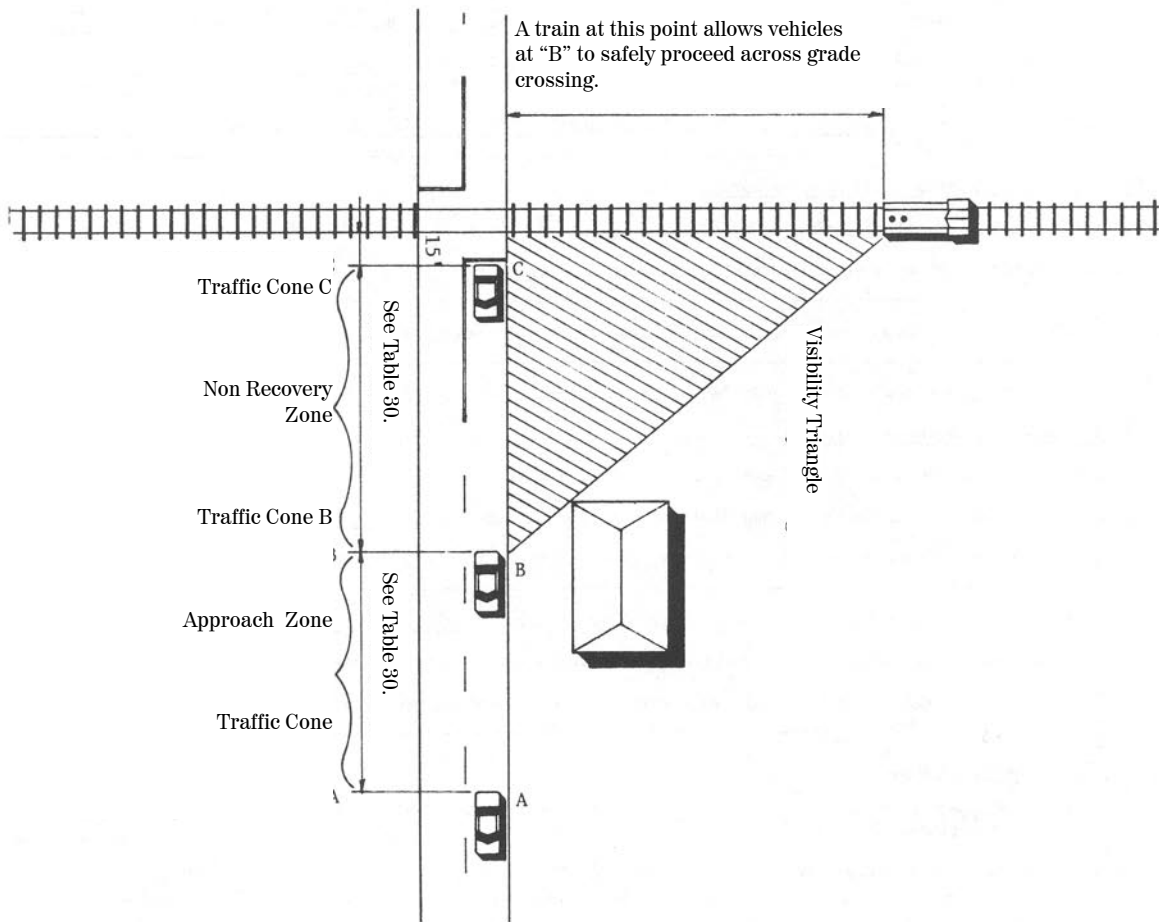 A train at this point allows vehicles
at “B” to safely proceed across grade
crossing.
15'
C
Traffic Cone C
See Table 30.
Non Recovery
Zone
Visibility Triangle
Traffic Cone B
B
See Table 30.
Approach Zone
Traffic Cone
A